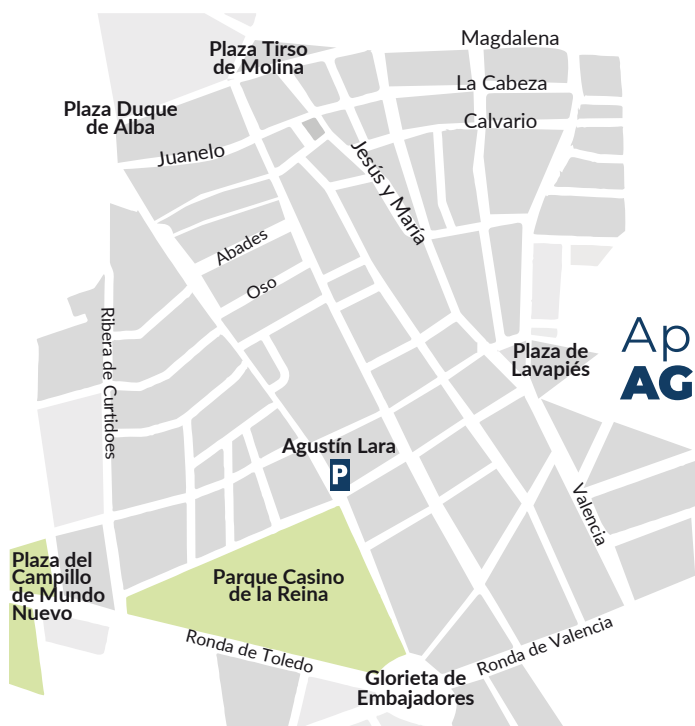 Magdalena
Plaza Tirso
de Molina
La Cabeza
Plaza Duque
de Alba
Calvario
Juanelo
Jesús y María
Abades
Oso
Ribera de Curtidoes
Ap
AG
Plaza de
Lavapiés
Agustín Lara
P
Valencia
Plaza del
Campillo
de Mundo
Nuevo
Parque Casino
de la Reina
Ronda de Toledo
Ronda de Valencia
Glorieta de
Embajadores